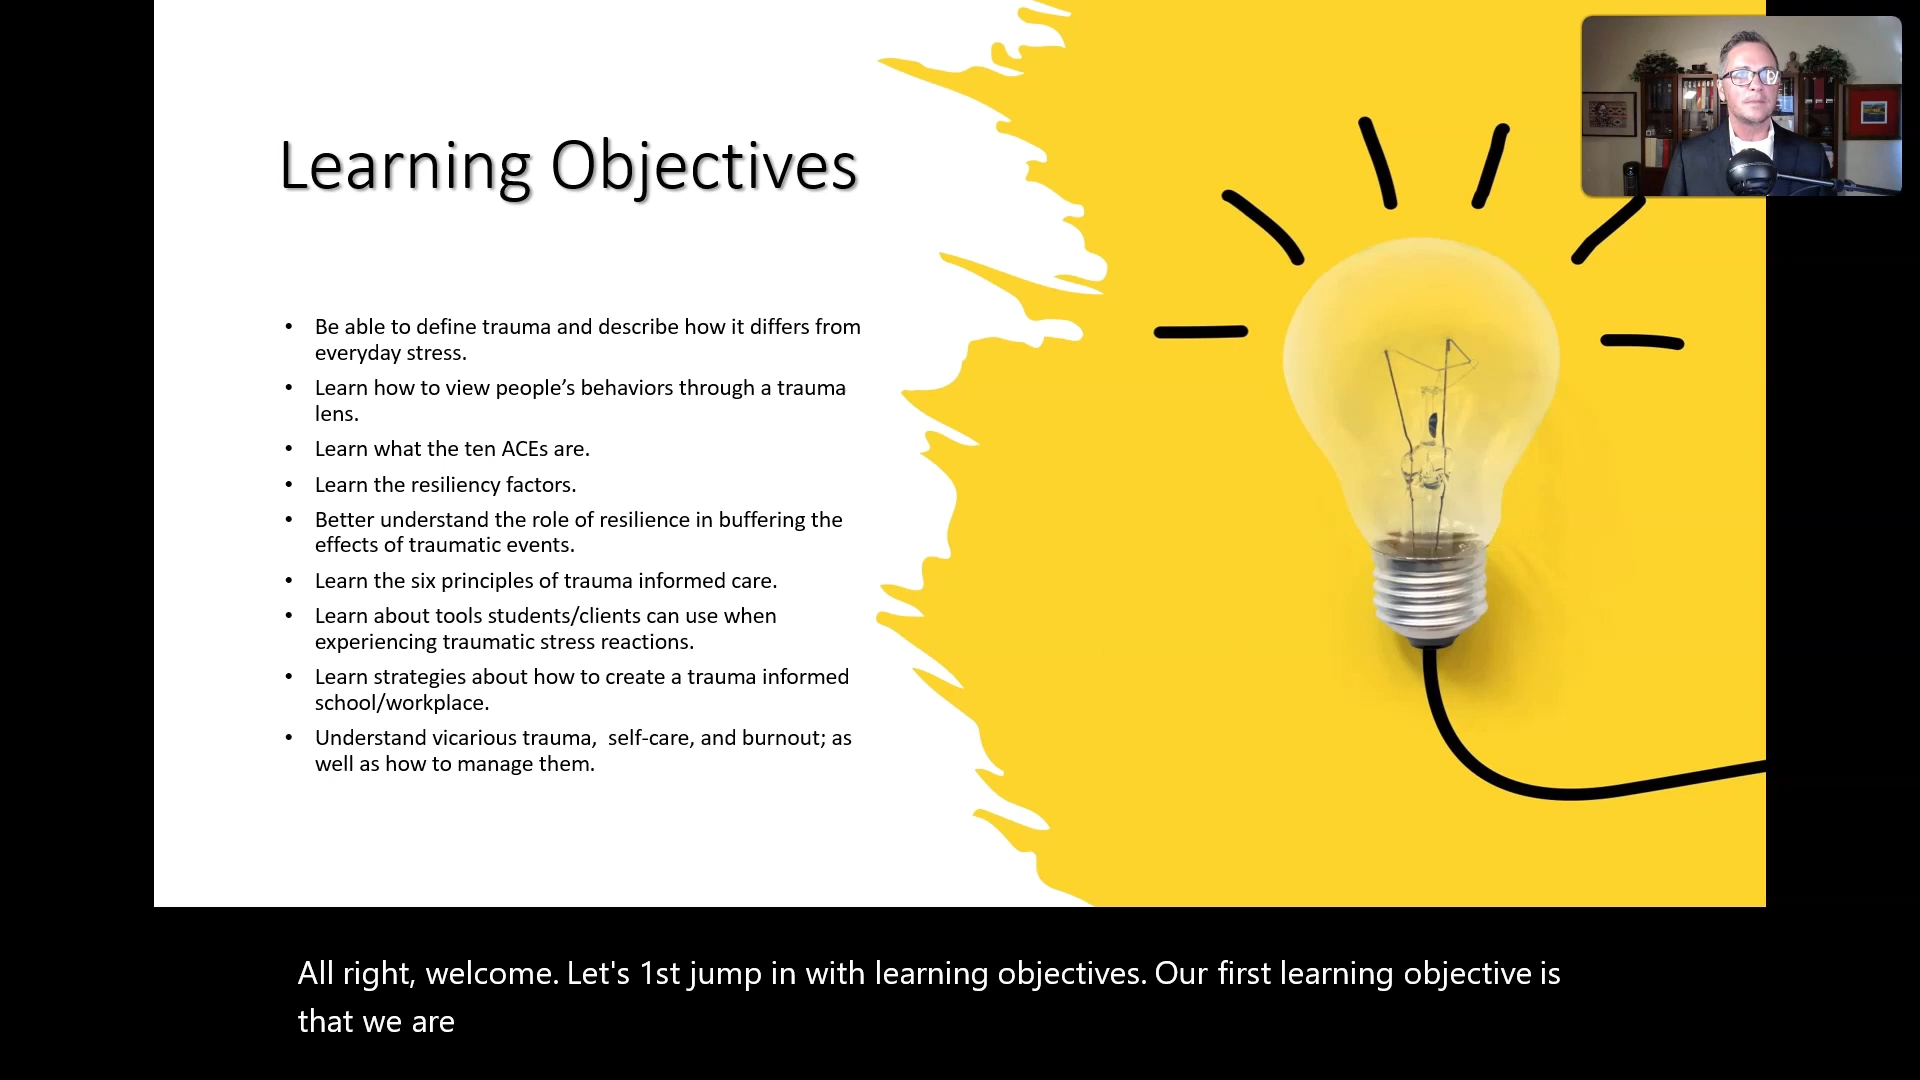 Learning Objectives
• Be able to define trauma and describe how it differs from
everyday stress.
• Learn how to view people’s behaviors through a trauma
lens.
• Learn what the ten ACEs are.
• Learn the resiliency factors.
• Better understand the role of resilience in buffering the
effects of traumatic events.
• Learn the six principles of trauma informed care.
• Learn about tools students/clients can use when
experiencing traumatic stress reactions.
• Learn strategies about how to create a trauma informed
school/workplace.
• Understand vicarious trauma,  self-care, and burnout; as
well as how to manage them.
All right, welcome. Let's 1st jump in with learning objectives. Our first learning objective is
that we are